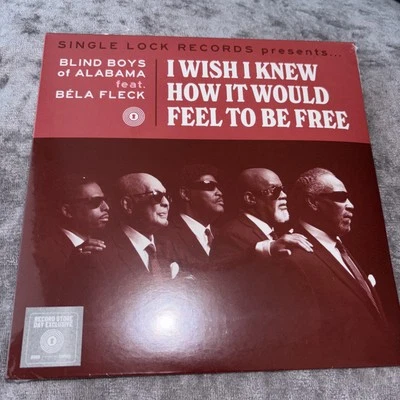 SINGLE LOCK RECORDS presents...
BLIND BOYS
of ALABAMA
feat.
BÉLA FLECK
I WISH I KNEW
HOW IT WOULD
FEEL TO BE FREE
RECORD STORE
DAY EXCLUSIVE